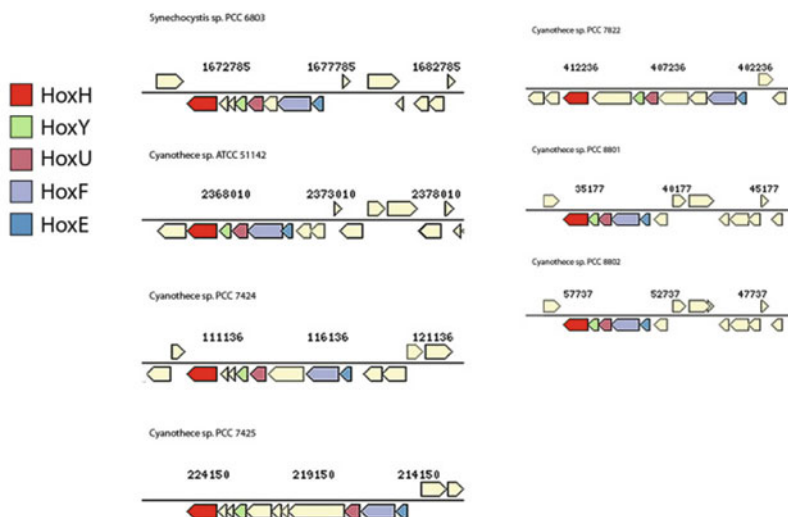 HoxH
HoxY
HoxU
HoxF
HoxE
Synechocystis sp. PCC 6803
1672785 1677785 1682785
Cyanothece sp. ATCC 51142
2368010 2373010 2378010
Cyanothece sp. PCC 7424
111136 116136 121136
Cyanothece sp. PCC 7425
224150 219150 214150
Cyanothece sp. PCC 7822
412236 407236 402236
Cyanothece sp. PCC 8801
35177 40177 45177
Cyanothece sp. PCC 8802
57737 52737 47737